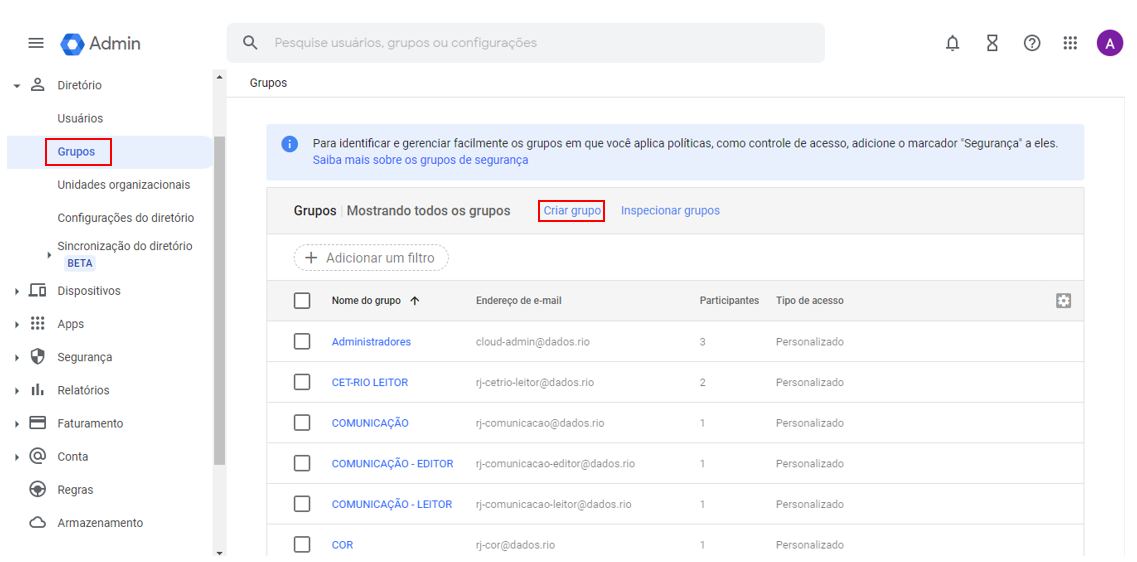 Admin
Pesquise usuários, grupos ou configurações
A
Diretório
Usuários
Grupos
Unidades organizacionais
Configurações do diretório
Sincronização do diretório
BETA
Dispositivos
Apps
Segurança
Relatórios
Faturamento
Conta
Regras
Armazenamento
Grupos
Para identificar e gerenciar facilmente os grupos em que você aplica políticas, como controle de acesso, adicione o marcador "Segurança" a eles.
Saiba mais sobre os grupos de segurança
Grupos | Mostrando todos os grupos Criar grupo Inspecionar grupos
+ Adicionar um filtro
Nome do grupo ↑ Endereço de e-mail Participantes Tipo de acesso
Administradores cloud-admin@dados.rio 3 Personalizado
CET-RIO LEITOR rj-cetrio-leitor@dados.rio 2 Personalizado
COMUNICAÇÃO rj-comunicacao@dados.rio 1 Personalizado
COMUNICAÇÃO - EDITOR rj-comunicacao-editor@dados.rio 1 Personalizado
COMUNICAÇÃO - LEITOR rj-comunicacao-leitor@dados.rio 1 Personalizado
COR rj-cor@dados.rio 1 Personalizado